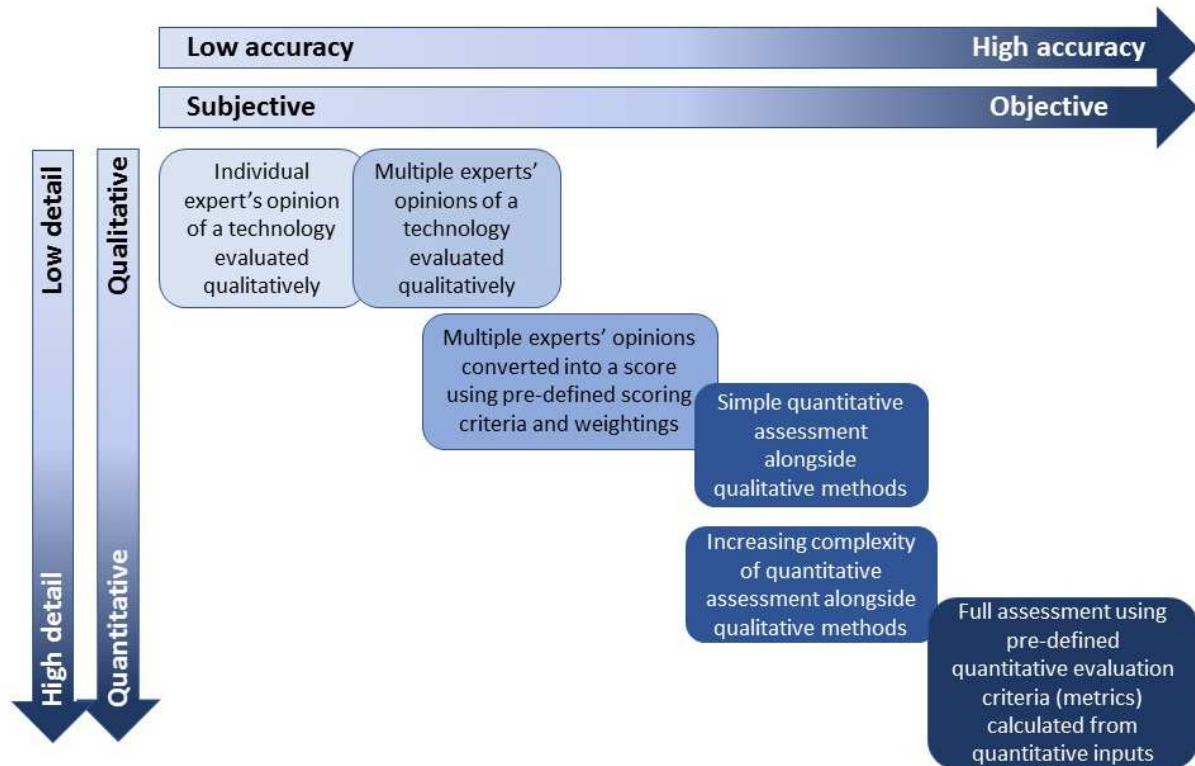 Low accuracy High accuracy
Subjective Objective
Low detail High detail
Qualitative Quantitative
Individual
expert's opinion
of a technology
evaluated
qualitatively
Multiple experts'
opinions of a
technology
evaluated
qualitatively
Multiple experts' opinions
converted into a score
using pre-defined scoring
criteria and weightings
Simple quantitative
assessment
alongside
qualitative methods
Increasing complexity
of quantitative
assessment alongside
qualitative methods
Full assessment using
pre-defined
quantitative evaluation
criteria (metrics)
calculated from
quantitative inputs